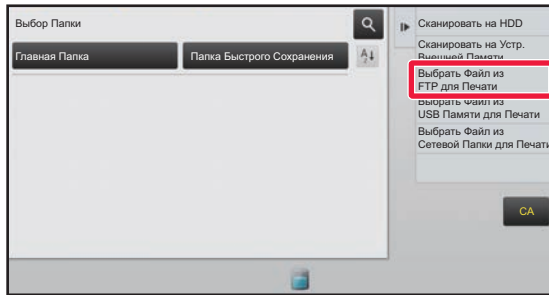 Выбор Папки
Главная Папка
Папка Быстрого Сохранения
Сканировать на HDD
Сканировать на Устр.
Внешней Памяти
Выбрать Файл из
FTP для Печати
Выбрать Файл из
USB Памяти для Печати
Выбрать Файл из
Сетевой Папки для Печати
CA